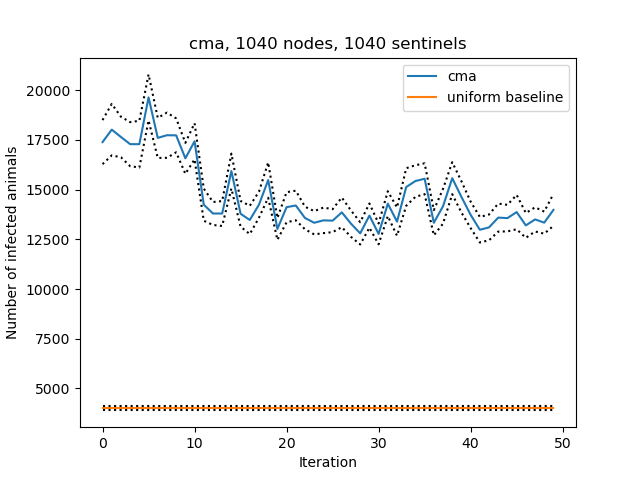 cma, 1040 nodes, 1040 sentinels
cma
uniform baseline
Number of infected animals
20000
17500
15000
12500
10000
7500
5000
0 10 20 30 40 50
Iteration